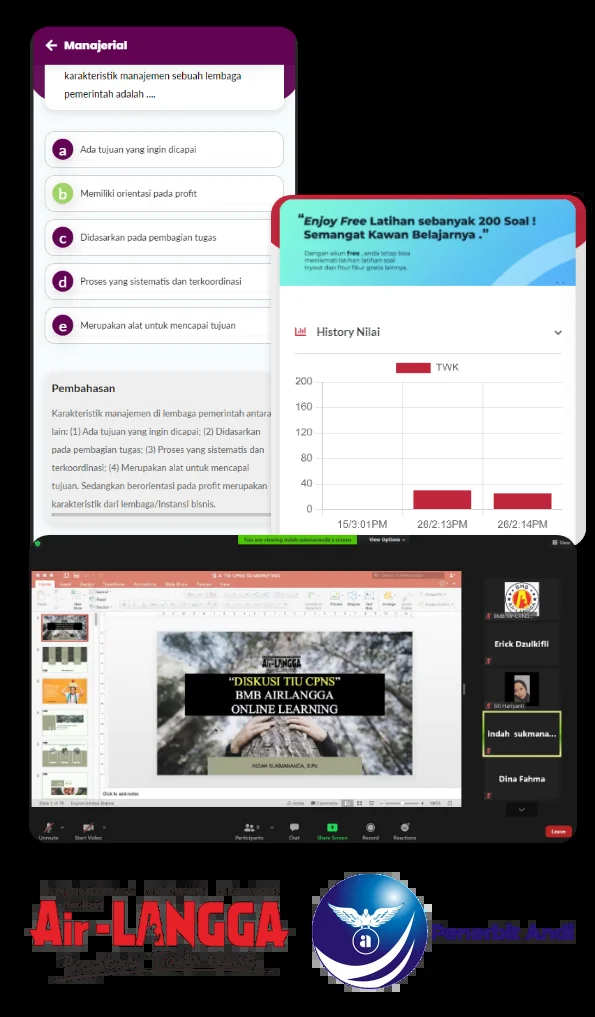 Manajerial
karakteristik manajemen sebuah lembaga
pemerintah adalah ....
a Ada tujuan yang ingin dicapai
b Memiliki orientasi pada profit
c Didasarkan pada pembagian tugas
d Proses yang sistematis dan terkoordinasi
e Merupakan alat untuk mencapai tujuan
Pembahasan
Karakteristik manajemen di lembaga pemerintah antara
lain: (1) Ada tujuan yang ingin dicapai; (2) Didasarkan
pada pembagian tugas; (3) Proses yang sistematis dan
terkoordinasi; (4) Merupakan alat untuk mencapai
tujuan. Sedangkan berorientasi pada profit merupakan
karakteristik dari lembaga/instansi bisnis.
“Enjoy Free Latihan sebanyak 200 Soal !
Semangat Kawan Belajarnya .”
Dengan akun free , anda tetap bisa
menikmati latihan latihan soal
tryout dan fitur fitur gratis lainnya.
History Nilai
TWK
200
160
120
80
40
0
15/3:01PM 26/2:13PM 26/2:14PM
You are viewing indah sukmananda's screen
View Options
View
Home
Click to add notes
Air-LANGGA
“DISKUSI TIU CPNS”
BMB AIRLANGGA
ONLINE LEARNING
INDAH SUKMANANDA, S.Pd
BMB
Erick Dzulkifli
Siti Hariyanti
indah sukmana...
Dina Fahma
Unmute
Start Video
Participants
Chat
Share Screen
Record
Reactions
Leave
Air-LANGGA
a
Penerbit Andi